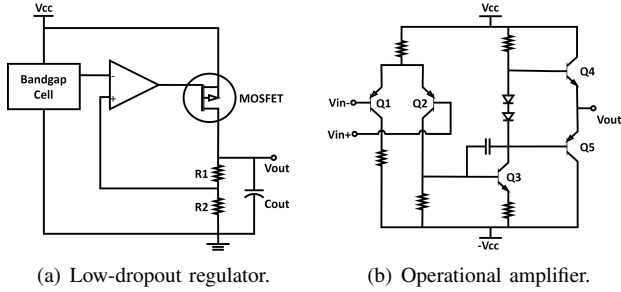 Vcc
Bandgap
Cell
-
+
MOSFET
R1
Vout
R2
Cout
(a) Low-dropout regulator.
Vcc
Q4
Vin-
Q1
Q2
Vin+
Vout
Q5
Q3
-Vcc
(b) Operational amplifier.